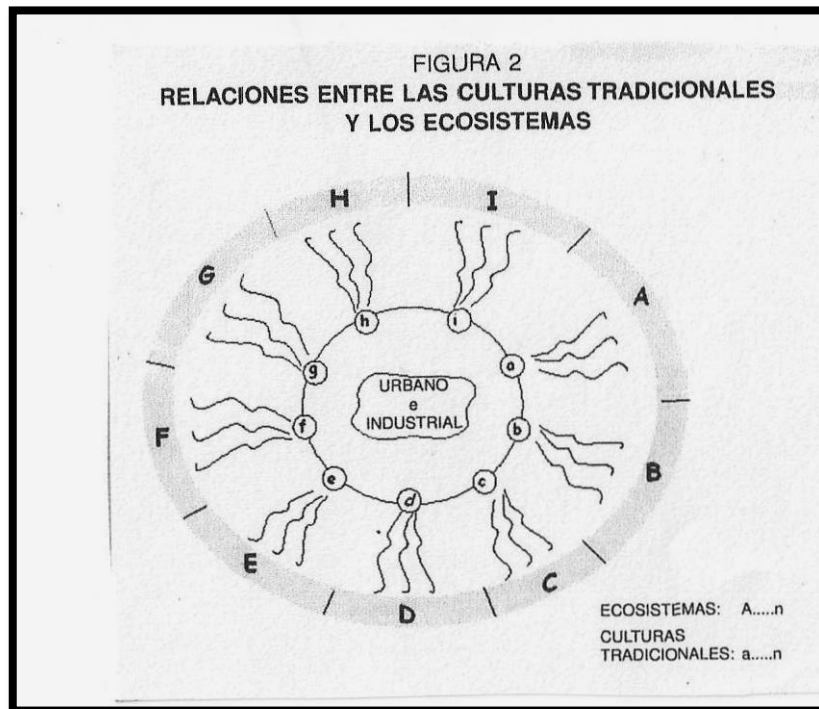 FIGURA 2
RELACIONES ENTRE LAS CULTURAS TRADICIONALES
Y LOS ECOSISTEMAS
H
I
G
A
h
i
g
a
URBANO
e
INDUSTRIAL
F
f
b
B
e
d
c
E
D
C
ECOSISTEMAS: A.....n
CULTURAS
TRADICIONALES: a.....n